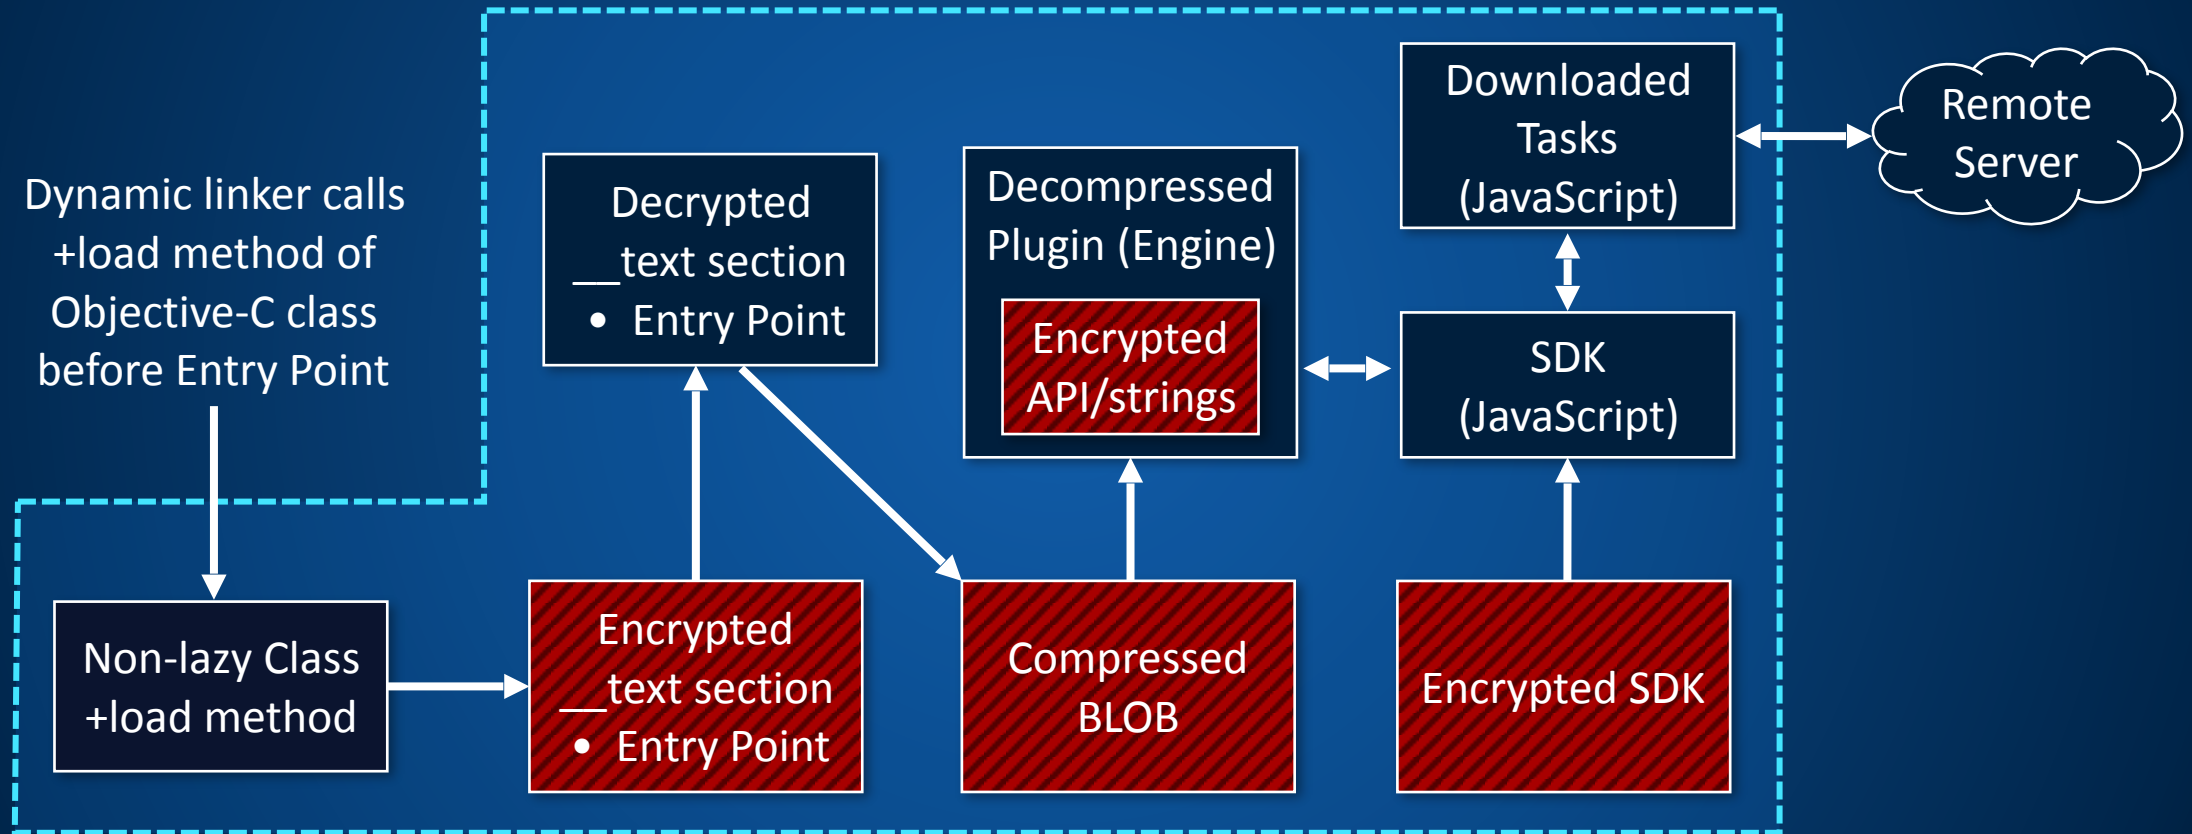 Dynamic linker calls
+load method of
Objective-C class
before Entry Point
Non-lazy Class
+load method
Decrypted
__text section
• Entry Point
Encrypted
__text section
• Entry Point
Decompressed
Plugin (Engine)
Encrypted
API/strings
Compressed
BLOB
Downloaded
Tasks
(JavaScript)
SDK
(JavaScript)
Encrypted SDK
Remote
Server